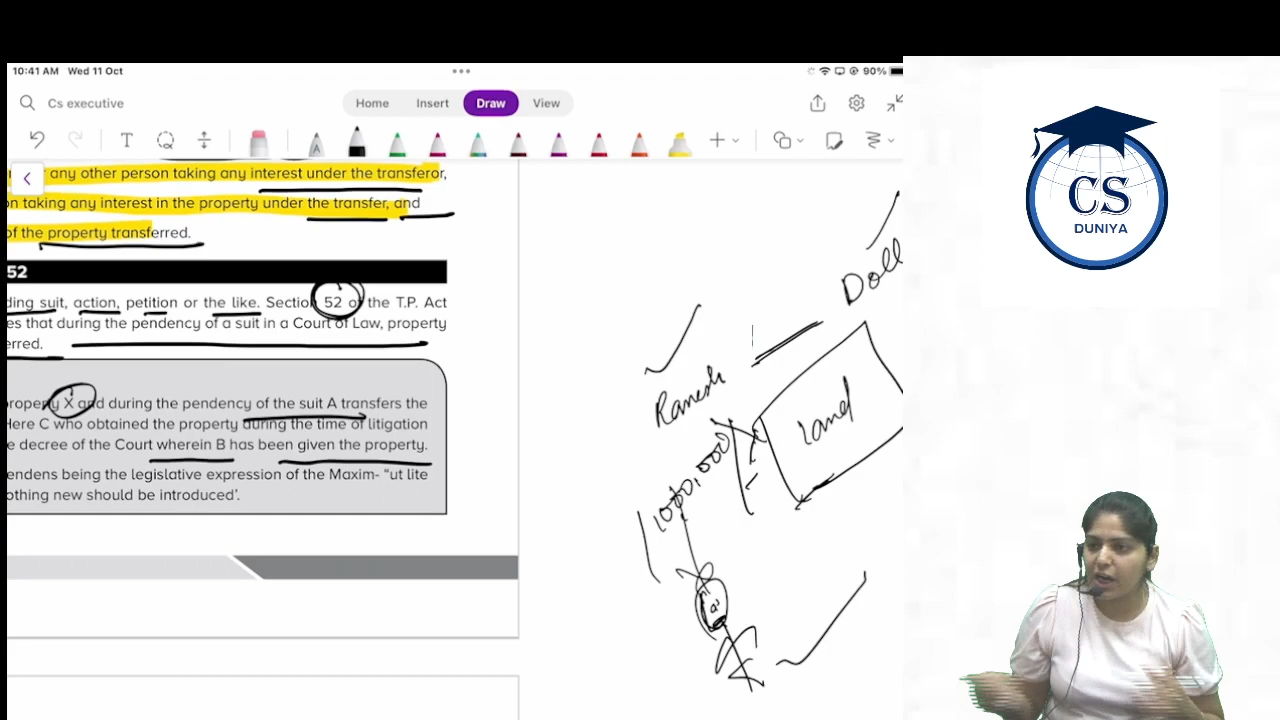 10:41 AM Wed 11 Oct
90%
Cs executive
Home Insert Draw View
T
A
any other person taking any interest under the transferor,
on taking any interest in the property under the transfer, and
of the property transferred.
52
ding suit, action, petition or the like. Section 52 of the T.P. Act
es that during the pendency of a suit in a Court of Law, property
erred.
property X and during the pendency of the suit A transfers the
Here C who obtained the property during the time of litigation
e decree of the Court wherein B has been given the property.
endens being the legislative expression of the Maxim- “ut lite
othing new should be introduced’.
Doll
Ramesh
land
CS
DUNIYA